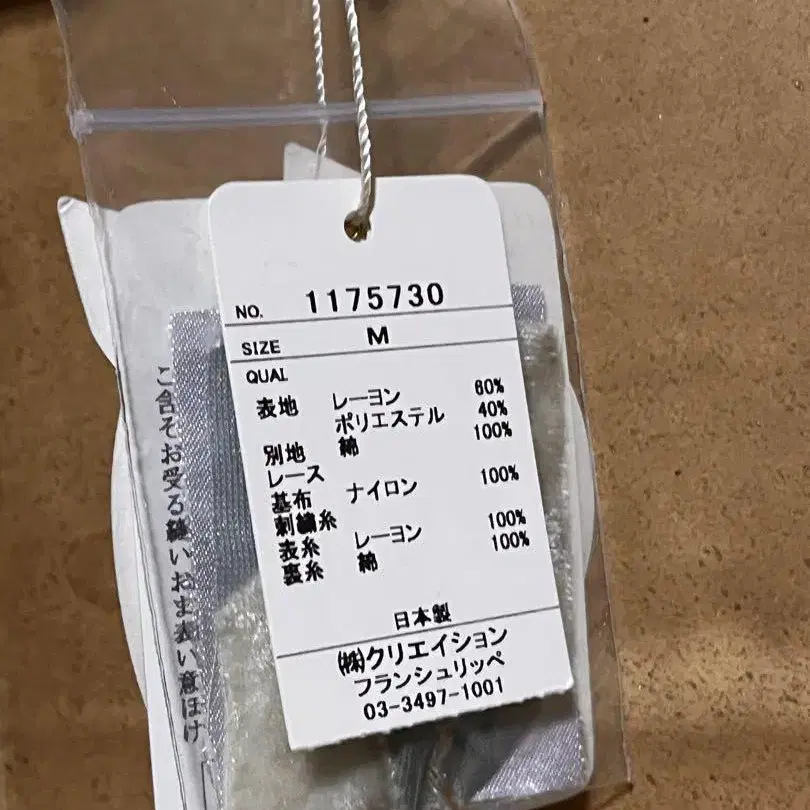 NO. 1175730
SIZE M
QUAL
表地 レーヨン 60%
ポリエステル 40%
別地 綿 100%
レース
基布 ナイロン 100%
刺繍糸
表糸 レーヨン 100%
裏糸 綿 100%
日本製
㈱クリエイション
フランシュリッペ
03-3497-1001